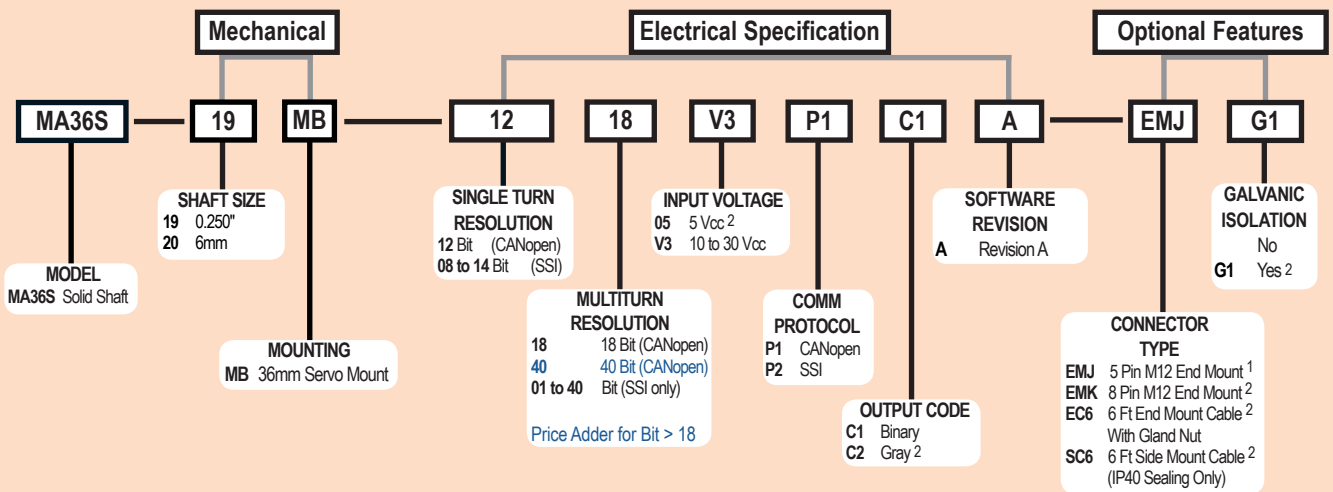 Mechanical
Electrical Specification
Optional Features
MA36S
19
MB
12
18
V3
P1
C1
A
EMJ
G1
MODEL
MA36S Solid Shaft
SHAFT SIZE
19 0.250"
20 6mm
MOUNTING
MB 36mm Servo Mount
SINGLE TURN
RESOLUTION
12 Bit (CANopen)
08 to 14 Bit (SSI)
MULTITURN
RESOLUTION
18 18 Bit (CANopen)
40 40 Bit (CANopen)
01 to 40 Bit (SSI only)
Price Adder for Bit > 18
INPUT VOLTAGE
05 5 Vcc 2
V3 10 to 30 Vcc
COMM
PROTOCOL
P1 CANopen
P2 SSI
OUTPUT CODE
C1 Binary
C2 Gray 2
SOFTWARE
REVISION
A Revision A
CONNECTOR
TYPE
EMJ 5 Pin M12 End Mount 1
EMK 8 Pin M12 End Mount 2
EC6 6 Ft End Mount Cable 2
With Gland Nut
SC6 6 Ft Side Mount Cable 2
(IP40 Sealing Only)
GALVANIC
ISOLATION
No
G1 Yes 2